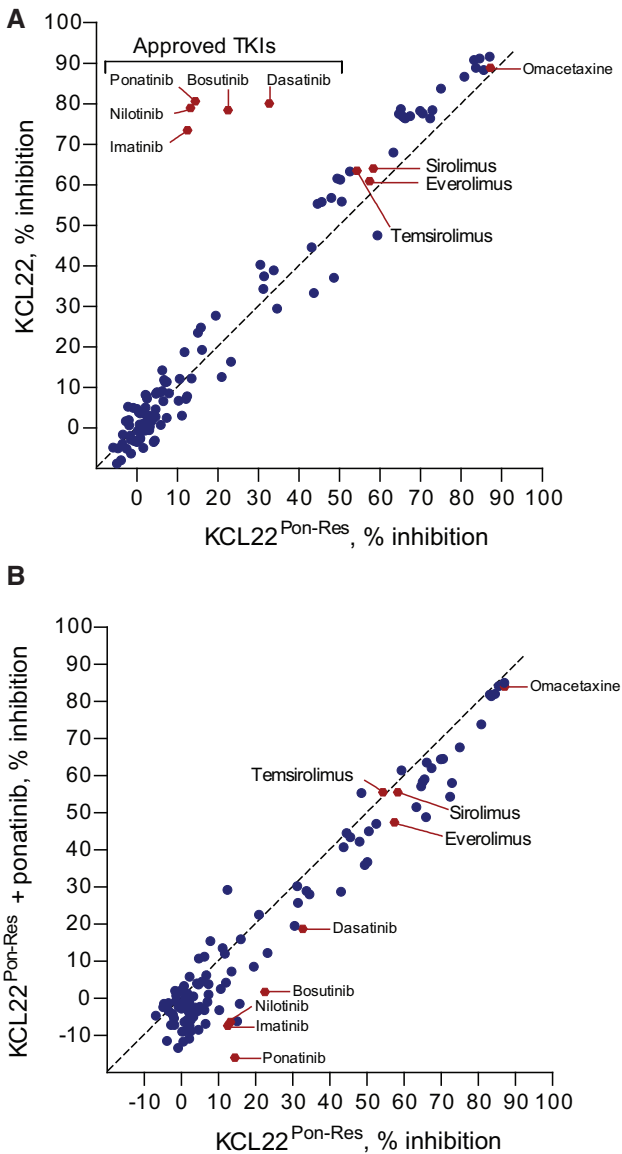 A
100
90
80
70
60
50
40
30
20
10
0
KCL22, % inhibition
Approved TKIs
Ponatinib Bosutinib Dasatinib
Nilotinib
Imatinib
Omacetaxine
Sirolimus
Everolimus
Temsirolimus
0 10 20 30 40 50 60 70 80 90 100
KCL22Pon-Res, % inhibition
B
100
90
80
70
60
50
40
30
20
10
0
-10
KCL22Pon-Res + ponatinib, % inhibition
Omacetaxine
Temsirolimus
Sirolimus
Everolimus
Dasatinib
Bosutinib
Nilotinib
Imatinib
Ponatinib
-10 0 10 20 30 40 50 60 70 80 90 100
KCL22Pon-Res, % inhibition